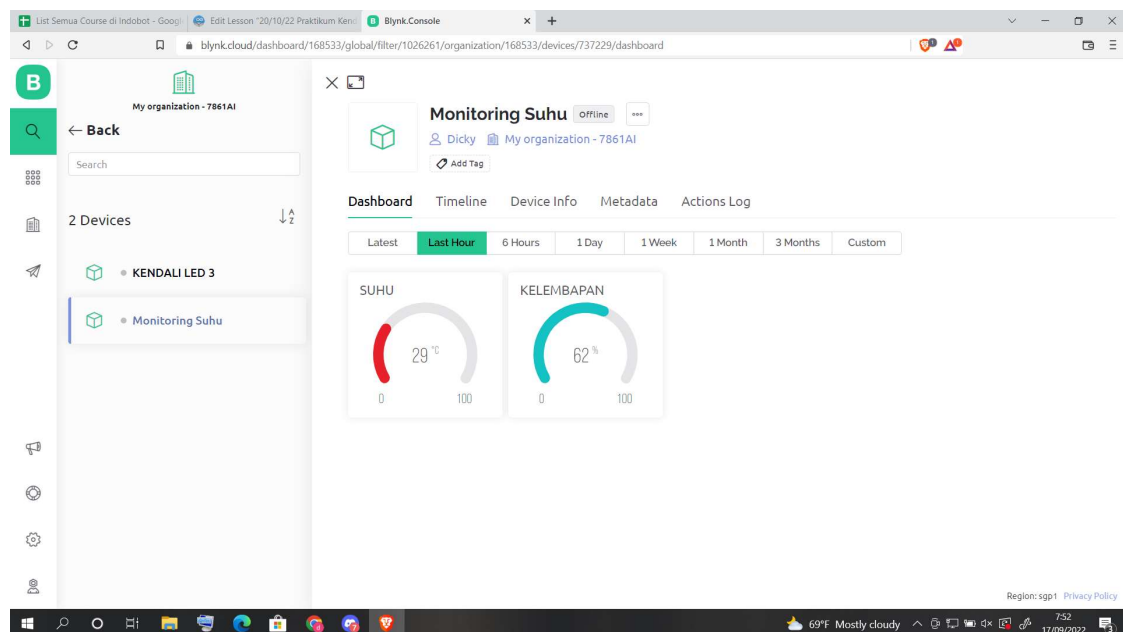 List Semua Course di Indobot - Googl
Edit Lesson "20/10/22 Praktikum Kend
Blynk.Console
blynk.cloud/dashboard/168533/global/filter/1026261/organization/168533/devices/737229/dashboard
B
My organization - 7861AI
Back
Search
2 Devices
A
Z
KENDALI LED 3
Monitoring Suhu
Monitoring Suhu Offline
Dicky My organization - 7861AI
Add Tag
Dashboard Timeline Device Info Metadata Actions Log
Latest Last Hour 6 Hours 1 Day 1 Week 1 Month 3 Months Custom
SUHU
29 °C
0 100
KELEMBAPAN
62 %
0 100
Region: sgp1 Privacy Policy
69°F Mostly cloudy
7:52
17/09/2022
3